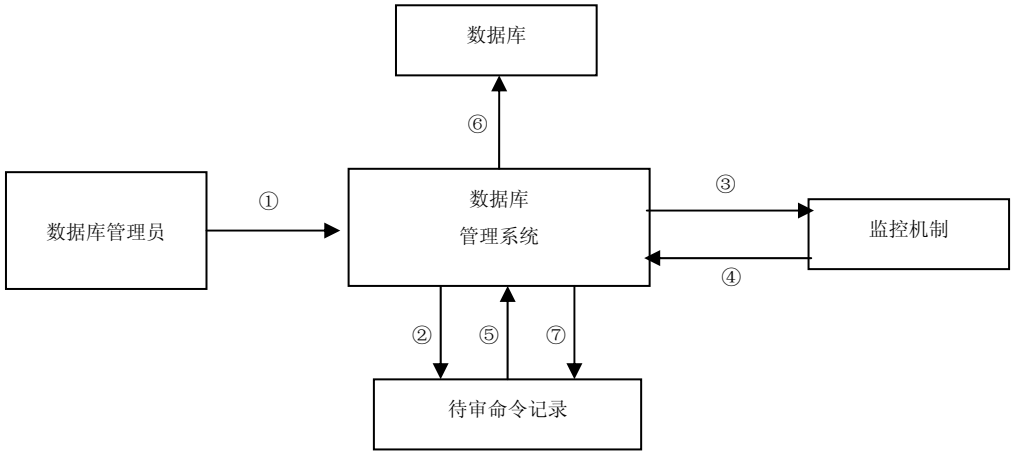 数据库
⑥
数据库
管理系统
数据库管理员
①
③
监控机制
④
②
⑤
⑦
待审命令记录